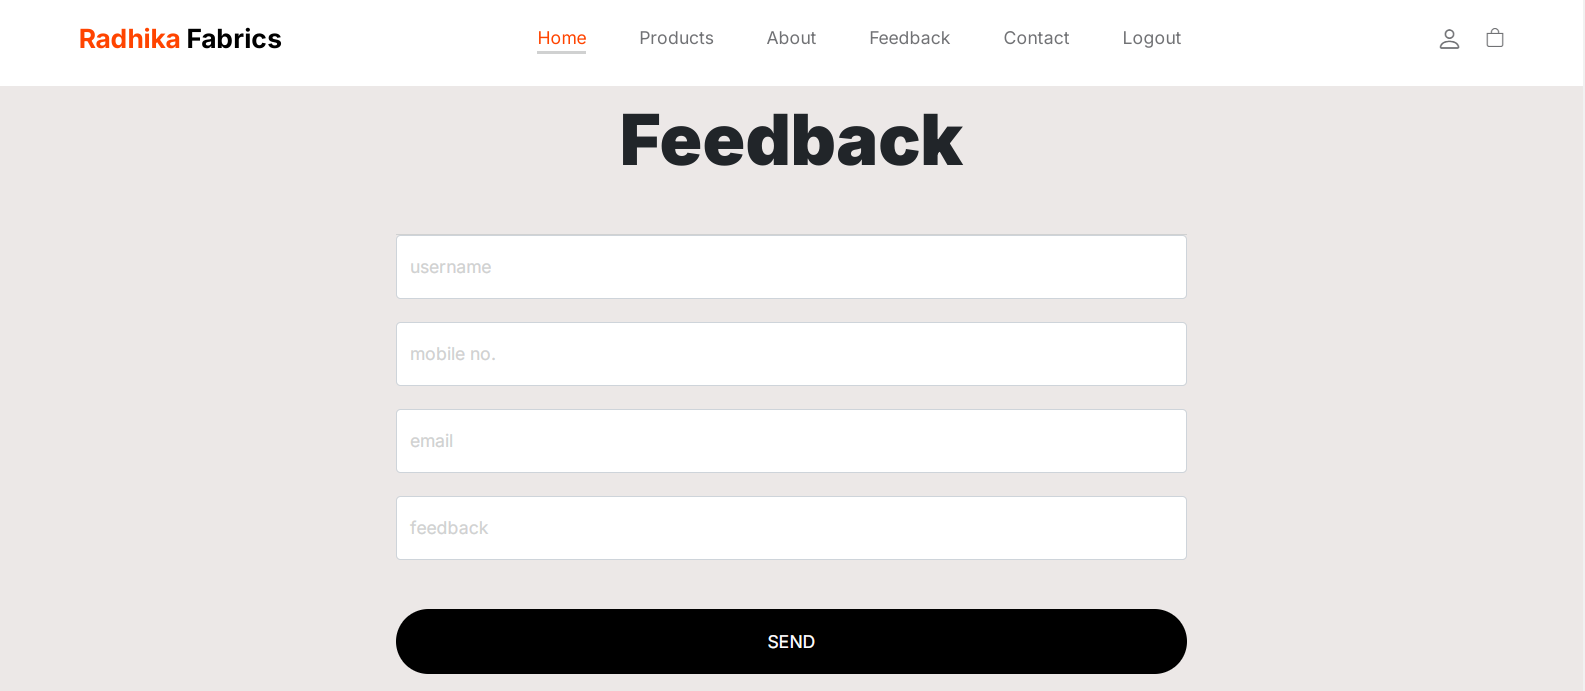 Radhika Fabrics Home Products About Feedback Contact Logout
Feedback
username
mobile no.
email
feedback
SEND